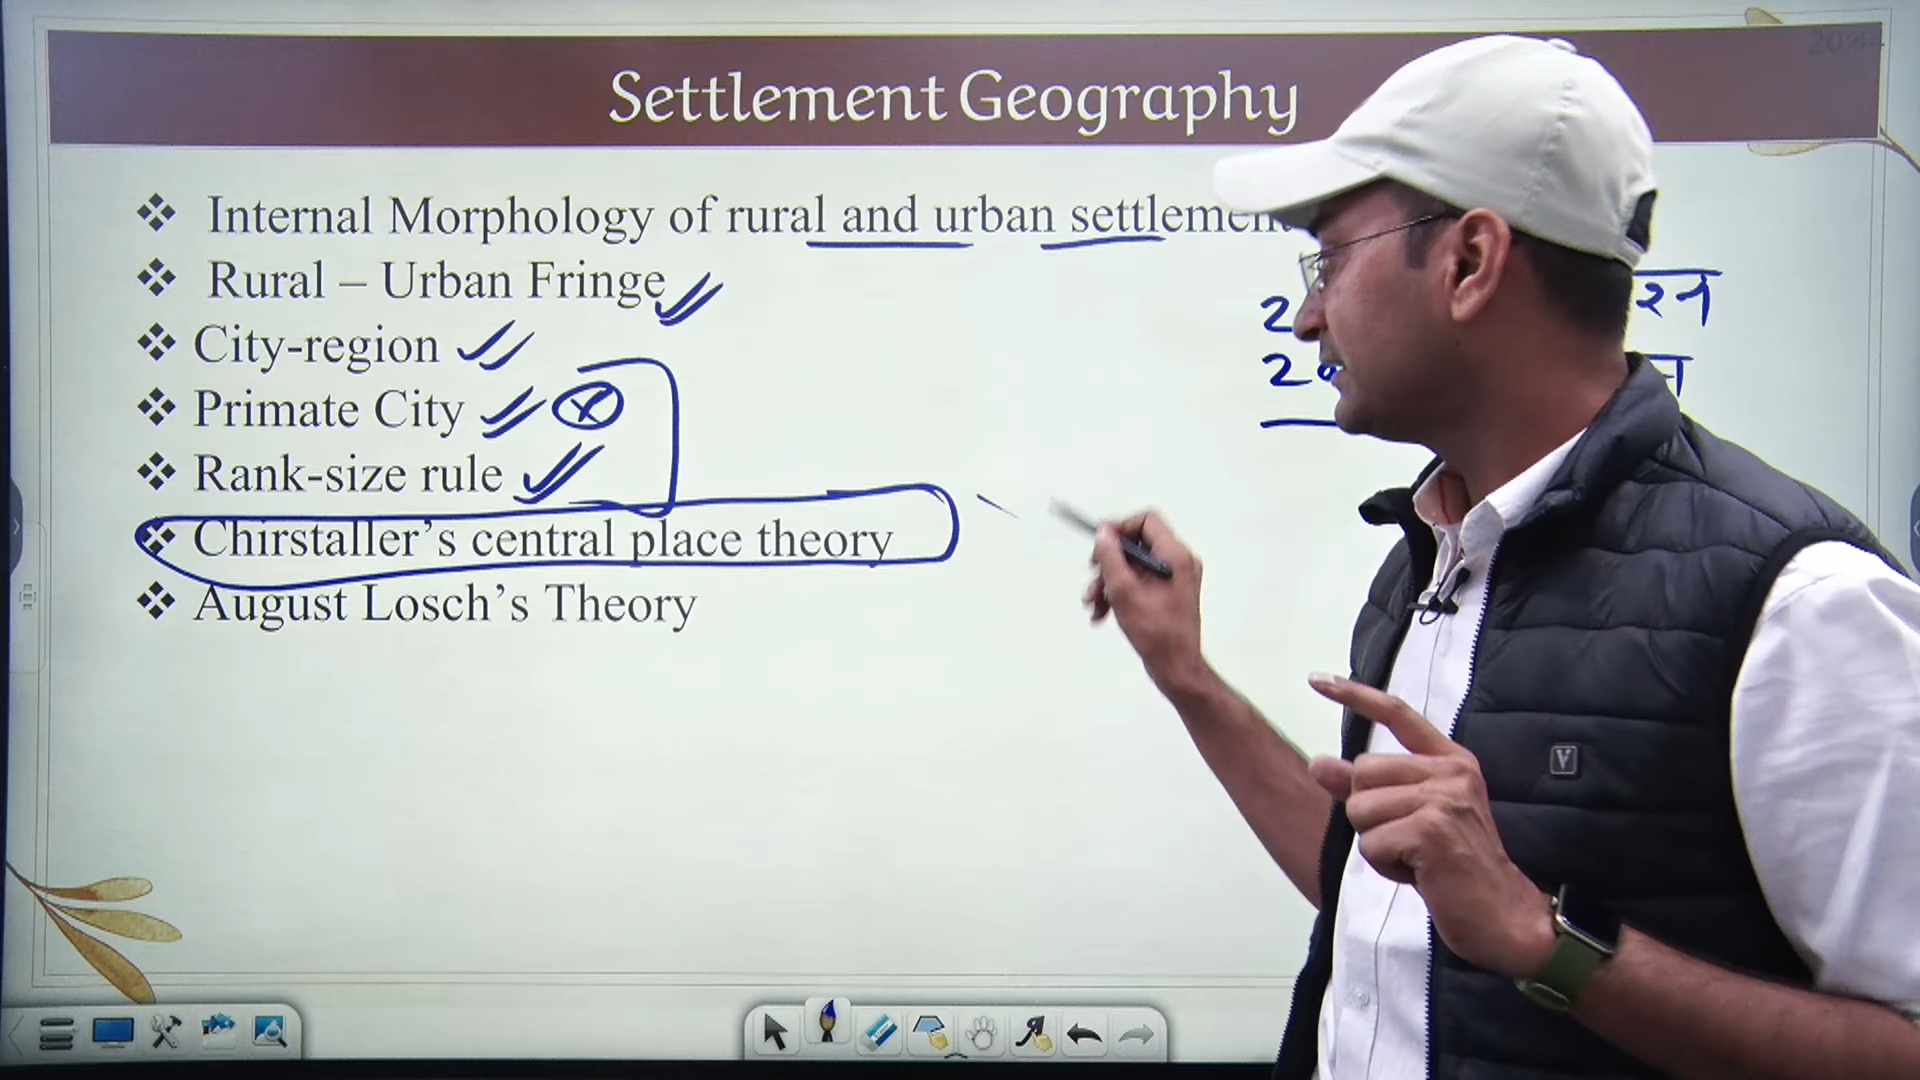 Settlement Geography
Internal Morphology of rural and urban settlement
Rural – Urban Fringe
City-region
Primate City
Rank-size rule
Chirstaller's central place theory
August Losch's Theory